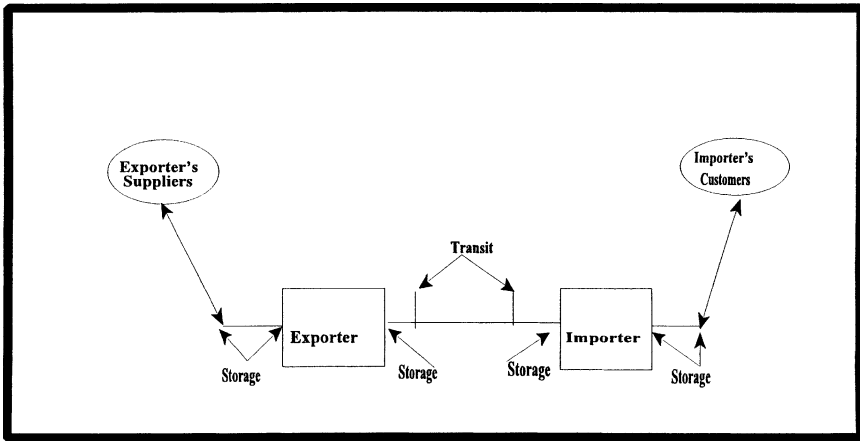 Exporter's
Suppliers
Importer's
Customers
Transit
Exporter
Importer
Storage
Storage
Storage
Storage